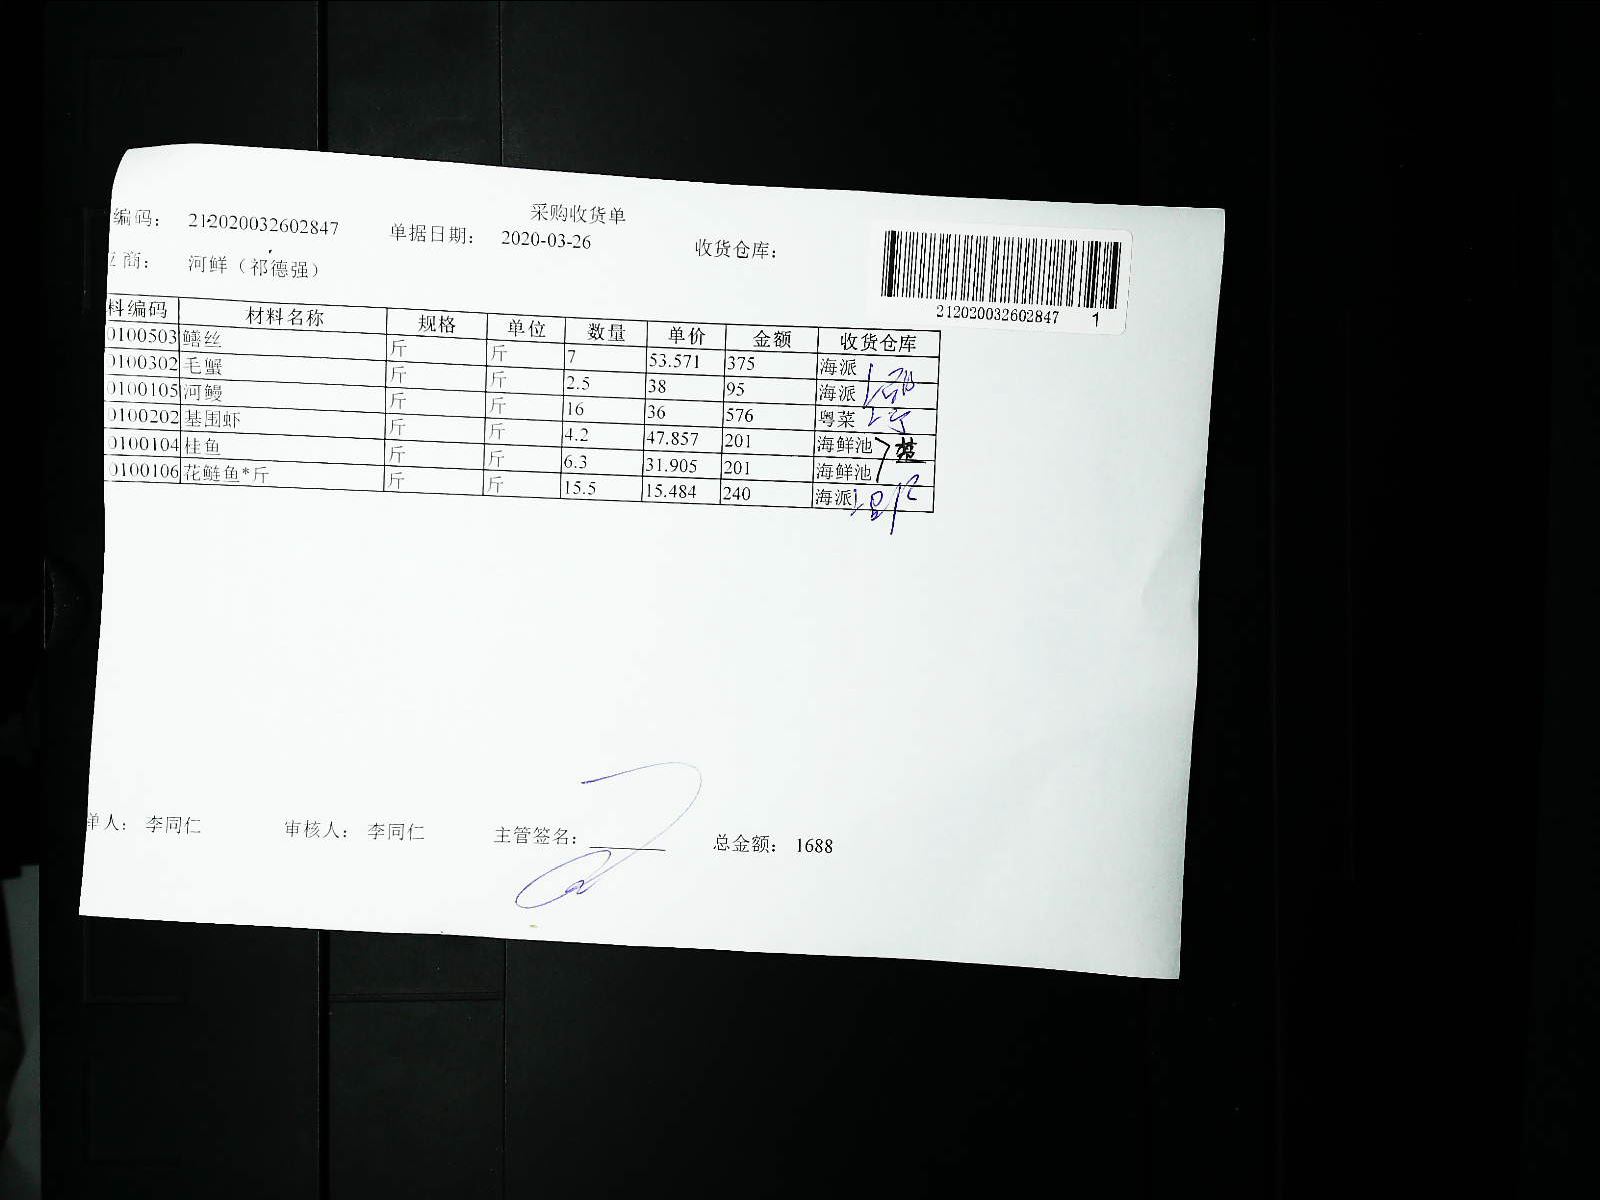 采购收货单
编码： 212020032602847 单据日期： 2020-03-26 收货仓库：
商： 河鲜（祁德强）
212020032602847 1
料编码 材料名称 规格 单位 数量 单价 金额 收货仓库
0100503 鳝丝 斤 斤 7 53.571 375 海派
0100302 毛蟹 斤 斤 2.5 38 95 海派
0100105 河鳗 斤 斤 16 36 576 粤菜
0100202 基围虾 斤 斤 4.2 47.857 201 海鲜池
0100104 桂鱼 斤 斤 6.3 31.905 201 海鲜池
0100106 花鲢鱼*斤 斤 斤 15.5 15.484 240 海派
单人： 李同仁 审核人： 李同仁 主管签名： 总金额： 1688